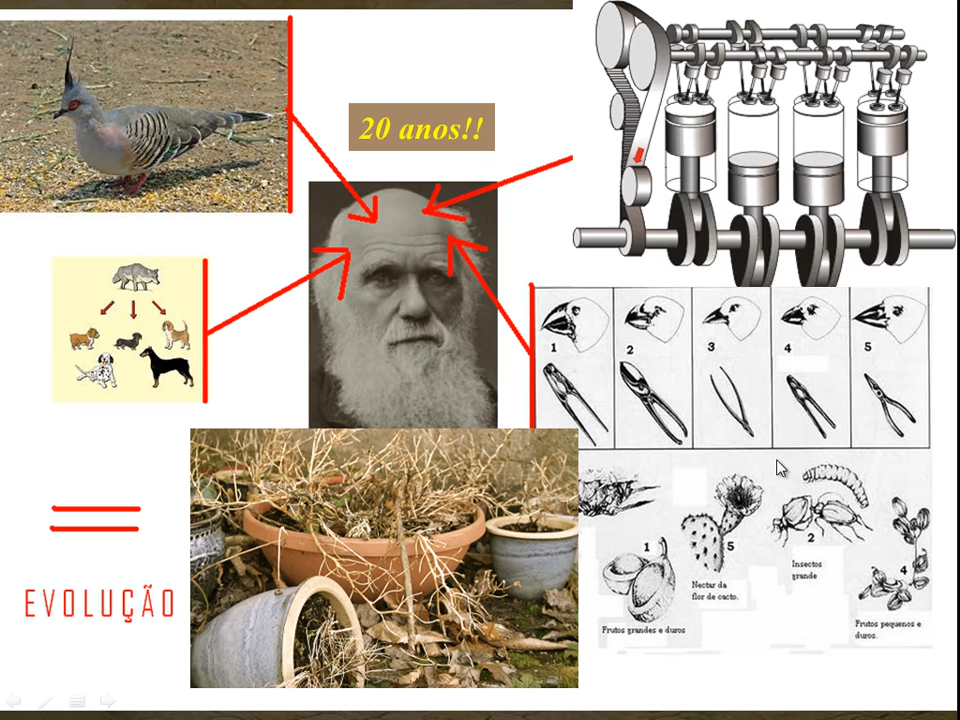 20 anos!!
1
2
3
4
5
EVOLUÇÃO
1
Frutos grandes e duros
5
Nectar da
flor de cacto.
2
Insectos
grande
4
Frutos pequenos e
duros.